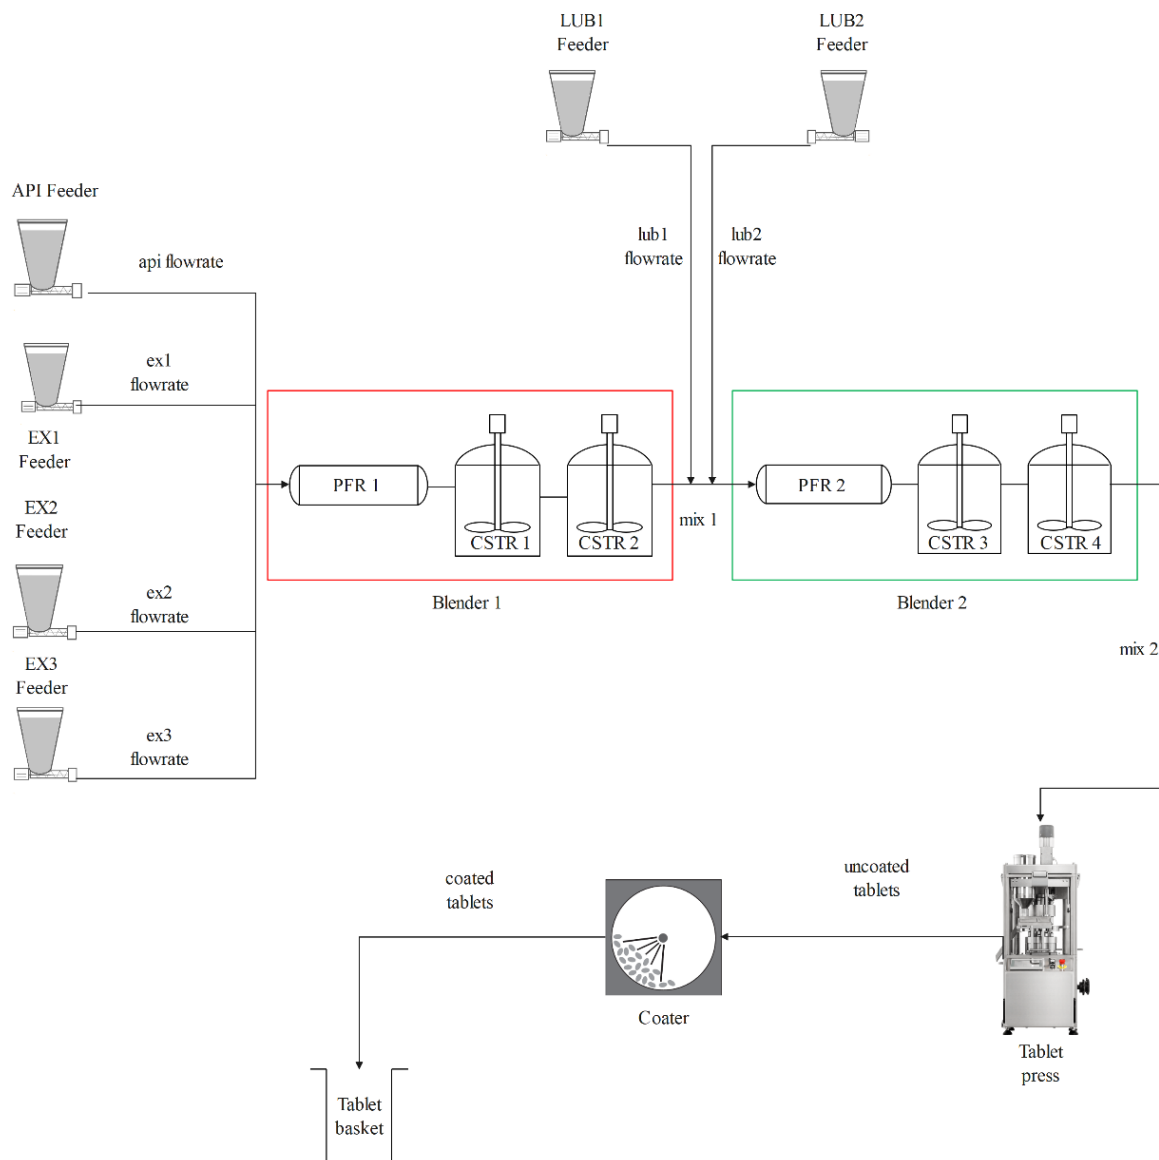 LUB1
Feeder
LUB2
Feeder
API Feeder
api flowrate
lub1
flowrate
lub2
flowrate
ex1
flowrate
EX1
Feeder
PFR 1
CSTR 1
CSTR 2
mix 1
PFR 2
CSTR 3
CSTR 4
EX2
Feeder
ex2
flowrate
Blender 1
Blender 2
mix 2
EX3
Feeder
ex3
flowrate
coated
tablets
uncoated
tablets
Coater
Tablet
press
Tablet
basket